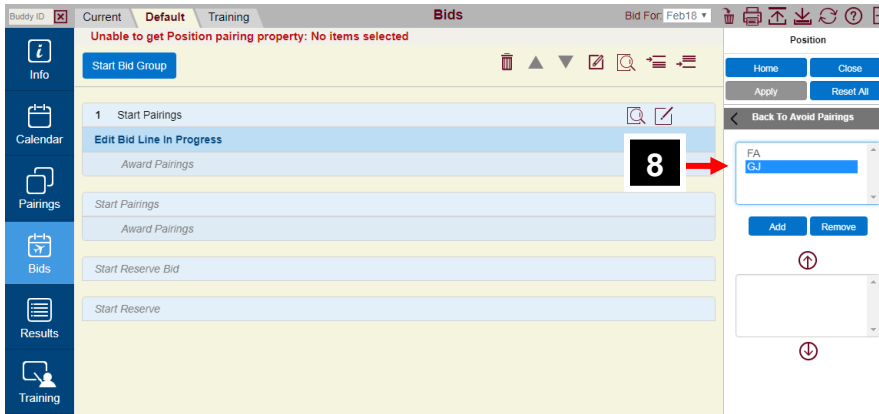 Buddy ID X Current Default Training Bids Bid For: Feb18
Unable to get Position pairing property: No items selected
Start Bid Group
Info
Calendar
Pairings
Bids
Results
Training
1 Start Pairings
Edit Bid Line In Progress
Award Pairings
Start Pairings
Award Pairings
Start Reserve Bid
Start Reserve
8
Position
Home Close
Apply Reset All
Back To Avoid Pairings
FA
GJ
Add Remove